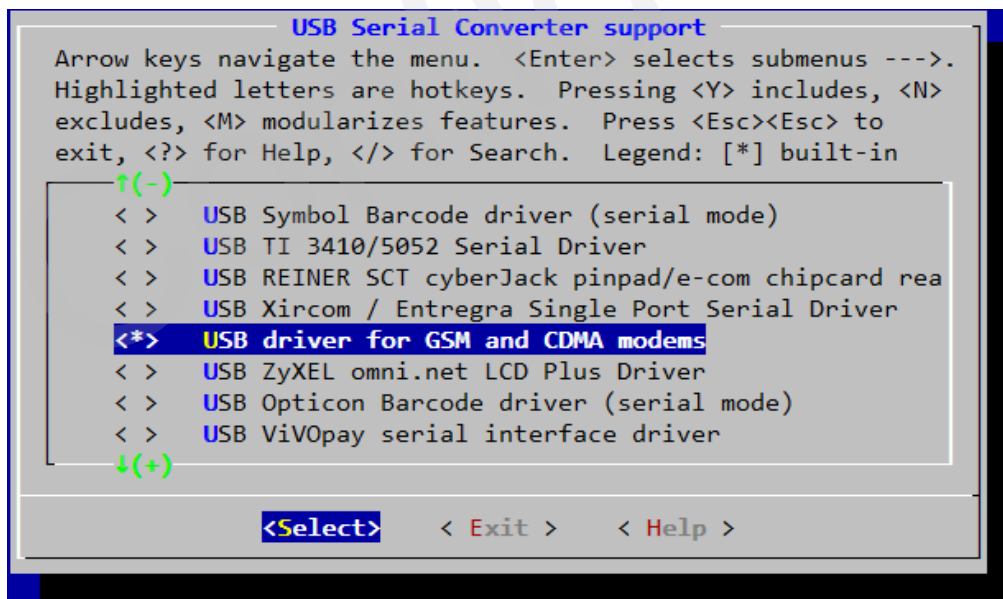 USB Serial Converter support
Arrow keys navigate the menu.  <Enter> selects submenus --->.
Highlighted letters are hotkeys.  Pressing <Y> includes, <N>
excludes, <M> modularizes features.  Press <Esc><Esc> to
exit, <?> for Help, </> for Search.  Legend: [*] built-in
↑(-)
< >   USB Symbol Barcode driver (serial mode)
< >   USB TI 3410/5052 Serial Driver
< >   USB REINER SCT cyberJack pinpad/e-com chipcard rea
< >   USB Xircom / Entregra Single Port Serial Driver
<*>   USB driver for GSM and CDMA modems
< >   USB ZyXEL omni.net LCD Plus Driver
< >   USB Opticon Barcode driver (serial mode)
< >   USB ViVOpay serial interface driver
↓(+)
<Select>    < Exit >    < Help >